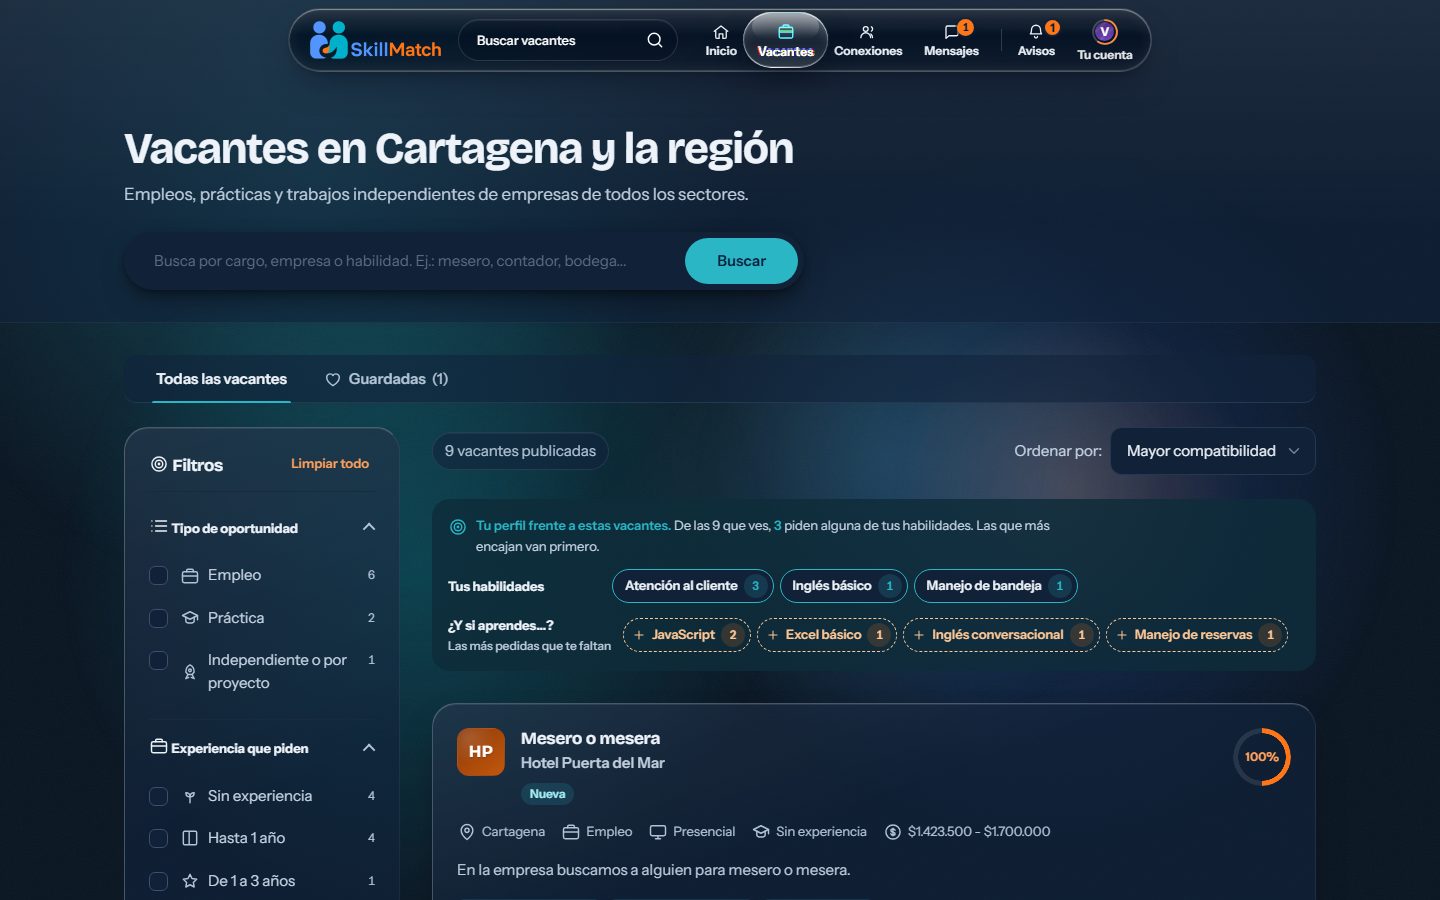 SkillMatch
Buscar vacantes
Inicio
Vacantes
Conexiones
1
Mensajes
1
Avisos
V
Tu cuenta
Vacantes en Cartagena y la región
Empleos, prácticas y trabajos independientes de empresas de todos los sectores.
Busca por cargo, empresa o habilidad. Ej.: mesero, contador, bodega...
Buscar
Todas las vacantes
Guardadas (1)
Filtros
Limpiar todo
Tipo de oportunidad
Empleo 6
Práctica 2
Independiente o por 1
proyecto
Experiencia que piden
Sin experiencia 4
Hasta 1 año 4
De 1 a 3 años 1
9 vacantes publicadas
Ordenar por: Mayor compatibilidad
Tu perfil frente a estas vacantes. De las 9 que ves, 3 piden alguna de tus habilidades. Las que más
encajan van primero.
Tus habilidades
Atención al cliente 3
Inglés básico 1
Manejo de bandeja 1
¿Y si aprendes...?
Las más pedidas que te faltan
+ JavaScript 2
+ Excel básico 1
+ Inglés conversacional 1
+ Manejo de reservas 1
HP
Mesero o mesera
Hotel Puerta del Mar
Nueva
100%
Cartagena
Empleo
Presencial
Sin experiencia
$1.423.500 - $1.700.000
En la empresa buscamos a alguien para mesero o mesera.